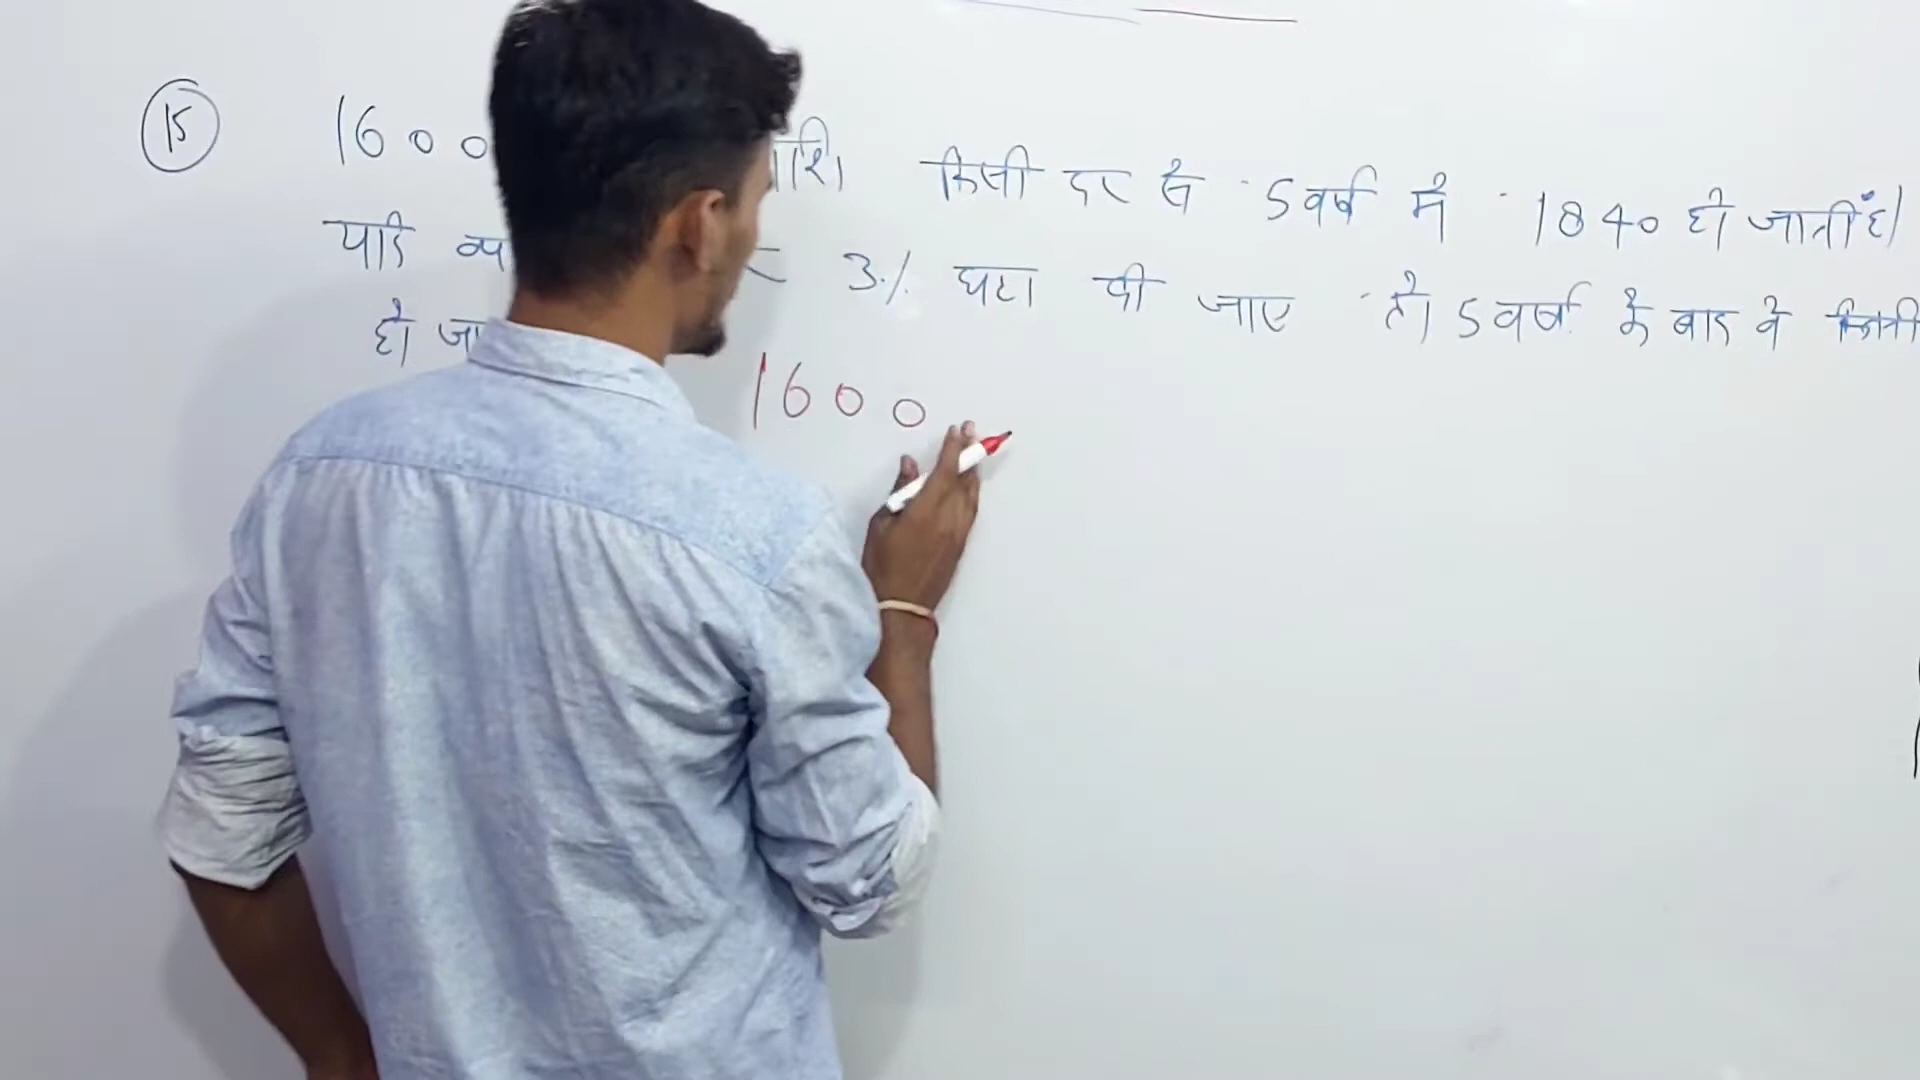 15 1600 राशि किसी दर से 5 वर्ष में 1840 हो जाती है।
यदि 3% घटा दी जाए तो 5 वर्ष के बाद वे कितनी
हो
1600